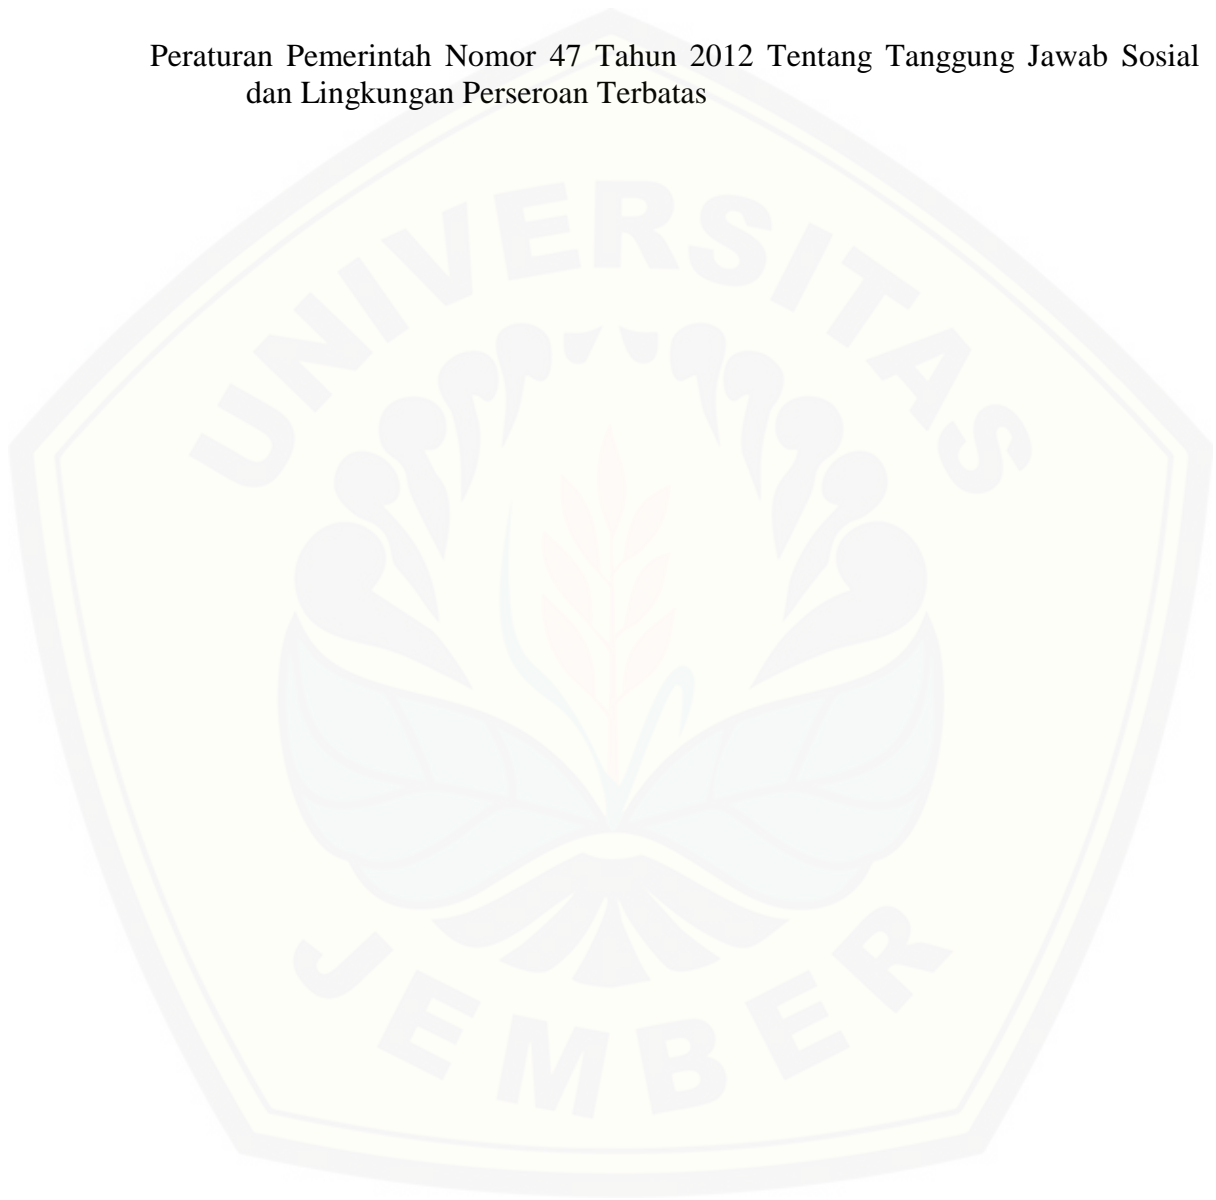 Peraturan Pemerintah Nomor 47 Tahun 2012 Tentang Tanggung Jawab Sosial
dan Lingkungan Perseroan Terbatas
UNIVERSITAS
JEMBER